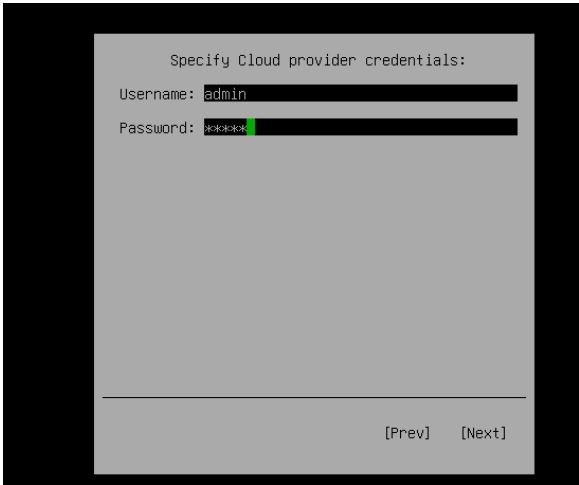 Specify Cloud provider credentials:
Username: admin
Password: *****
[Prev] [Next]